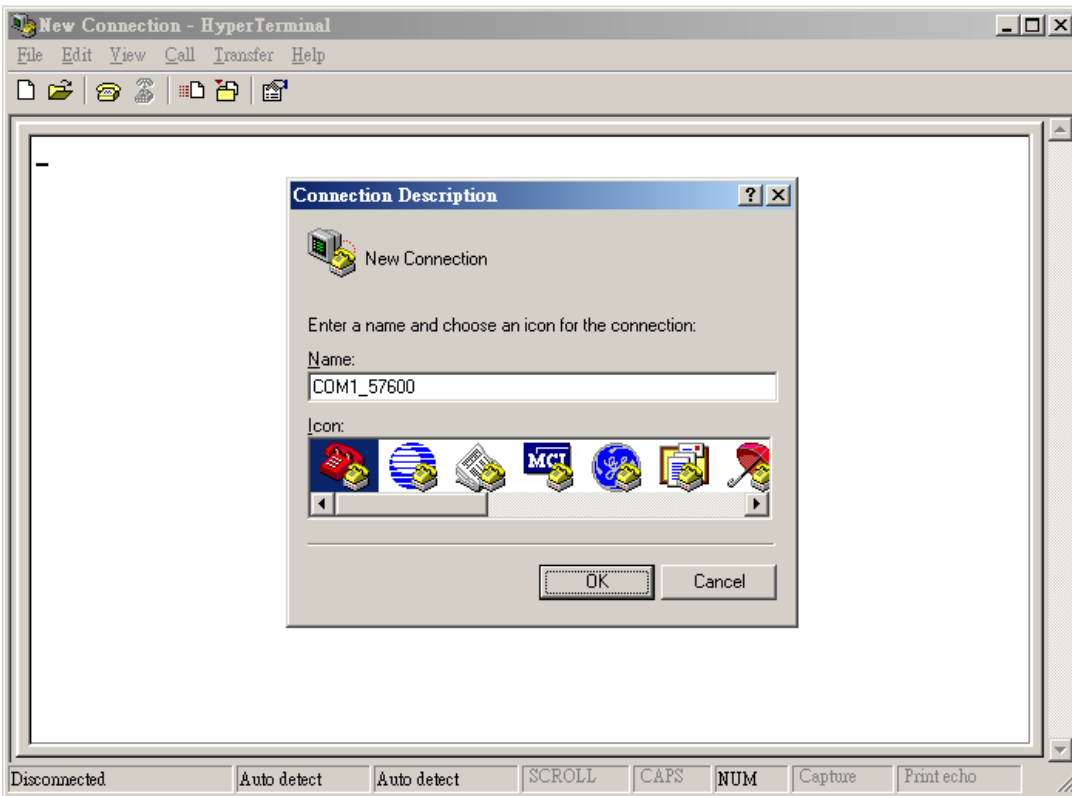 New Connection - HyperTerminal
File Edit View Call Transfer Help
Connection Description
New Connection
Enter a name and choose an icon for the connection:
Name:
COM1_57600
Icon:
MCI
OK Cancel
Disconnected Auto detect Auto detect SCROLL CAPS NUM Capture Print echo